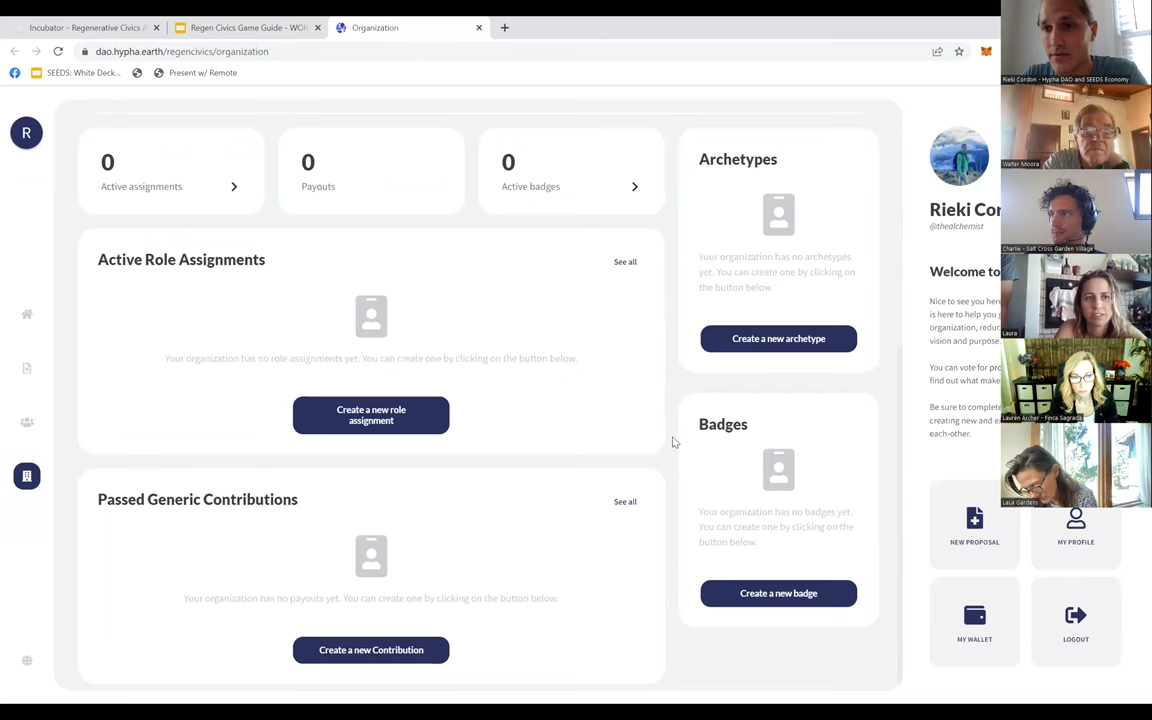 Incubator - Regenerative Civics
Regen Civics Game Guide - WOR
Organization
dao.hypha.earth/regencivics/organization
SEEDS: White Deck...
Present w/ Remote
R
0
Active assignments
0
Payouts
0
Active badges
Active Role Assignments
See all
Your organization has no role assignments yet. You can create one by clicking on the button below.
Create a new role
assignment
Passed Generic Contributions
See all
Your organization has no payouts yet. You can create one by clicking on the button below.
Create a new Contribution
Archetypes
Your organization has no archetypes
yet. You can create one by clicking on
the button below.
Create a new archetype
Badges
Your organization has no badges yet.
You can create one by clicking on the
button below.
Create a new badge
Rieki Cor
@thealchemist
Welcome to
Nice to see you here
is here to help you
organization, reduc
vision and purpose.
You can vote for pro
find out what make
Be sure to complete
creating new and e
each-other.
NEW PROPOSAL
MY PROFILE
MY WALLET
LOGOUT
Rieki Cordon - Hypha DAO and SEEDS Economy
Walter Moora
Charlie - Salt Cross Garden Village
Laura
Lauren Archer - Finca Sagrada
LaLa Gardens